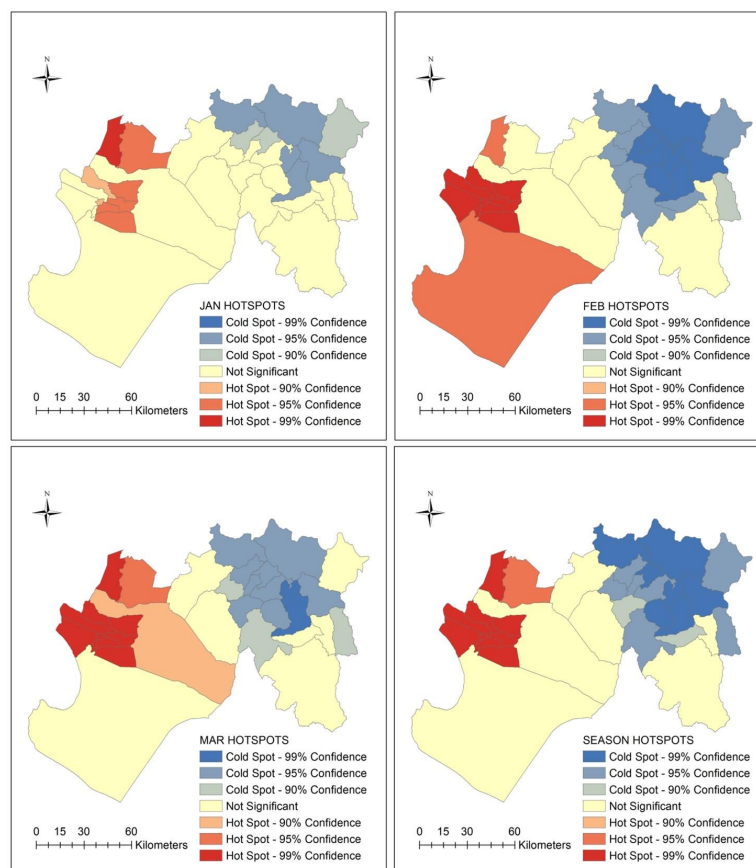 N
JAN HOTSPOTS
Cold Spot - 99% Confidence
Cold Spot - 95% Confidence
Cold Spot - 90% Confidence
Not Significant
Hot Spot - 90% Confidence
Hot Spot - 95% Confidence
Hot Spot - 99% Confidence
0 15 30 60
Kilometers
N
FEB HOTSPOTS
Cold Spot - 99% Confidence
Cold Spot - 95% Confidence
Cold Spot - 90% Confidence
Not Significant
Hot Spot - 90% Confidence
Hot Spot - 95% Confidence
Hot Spot - 99% Confidence
0 15 30 60
Kilometers
N
MAR HOTSPOTS
Cold Spot - 99% Confidence
Cold Spot - 95% Confidence
Cold Spot - 90% Confidence
Not Significant
Hot Spot - 90% Confidence
Hot Spot - 95% Confidence
Hot Spot - 99% Confidence
0 15 30 60
Kilometers
N
SEASON HOTSPOTS
Cold Spot - 99% Confidence
Cold Spot - 95% Confidence
Cold Spot - 90% Confidence
Not Significant
Hot Spot - 90% Confidence
Hot Spot - 95% Confidence
Hot Spot - 99% Confidence
0 15 30 60
Kilometers